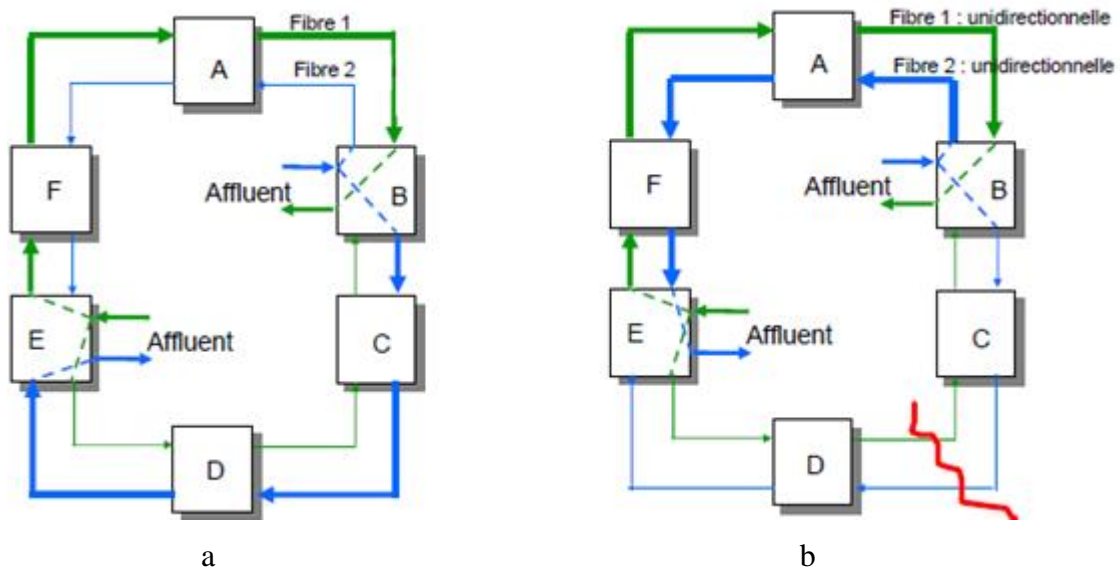 Fibre 1
A
Fibre 2
F
B
Affluent
E
Affluent
C
D
a
Fibre 1 : unidirectionnelle
A
Fibre 2 : unidirectionnelle
F
B
Affluent
E
Affluent
C
D
b